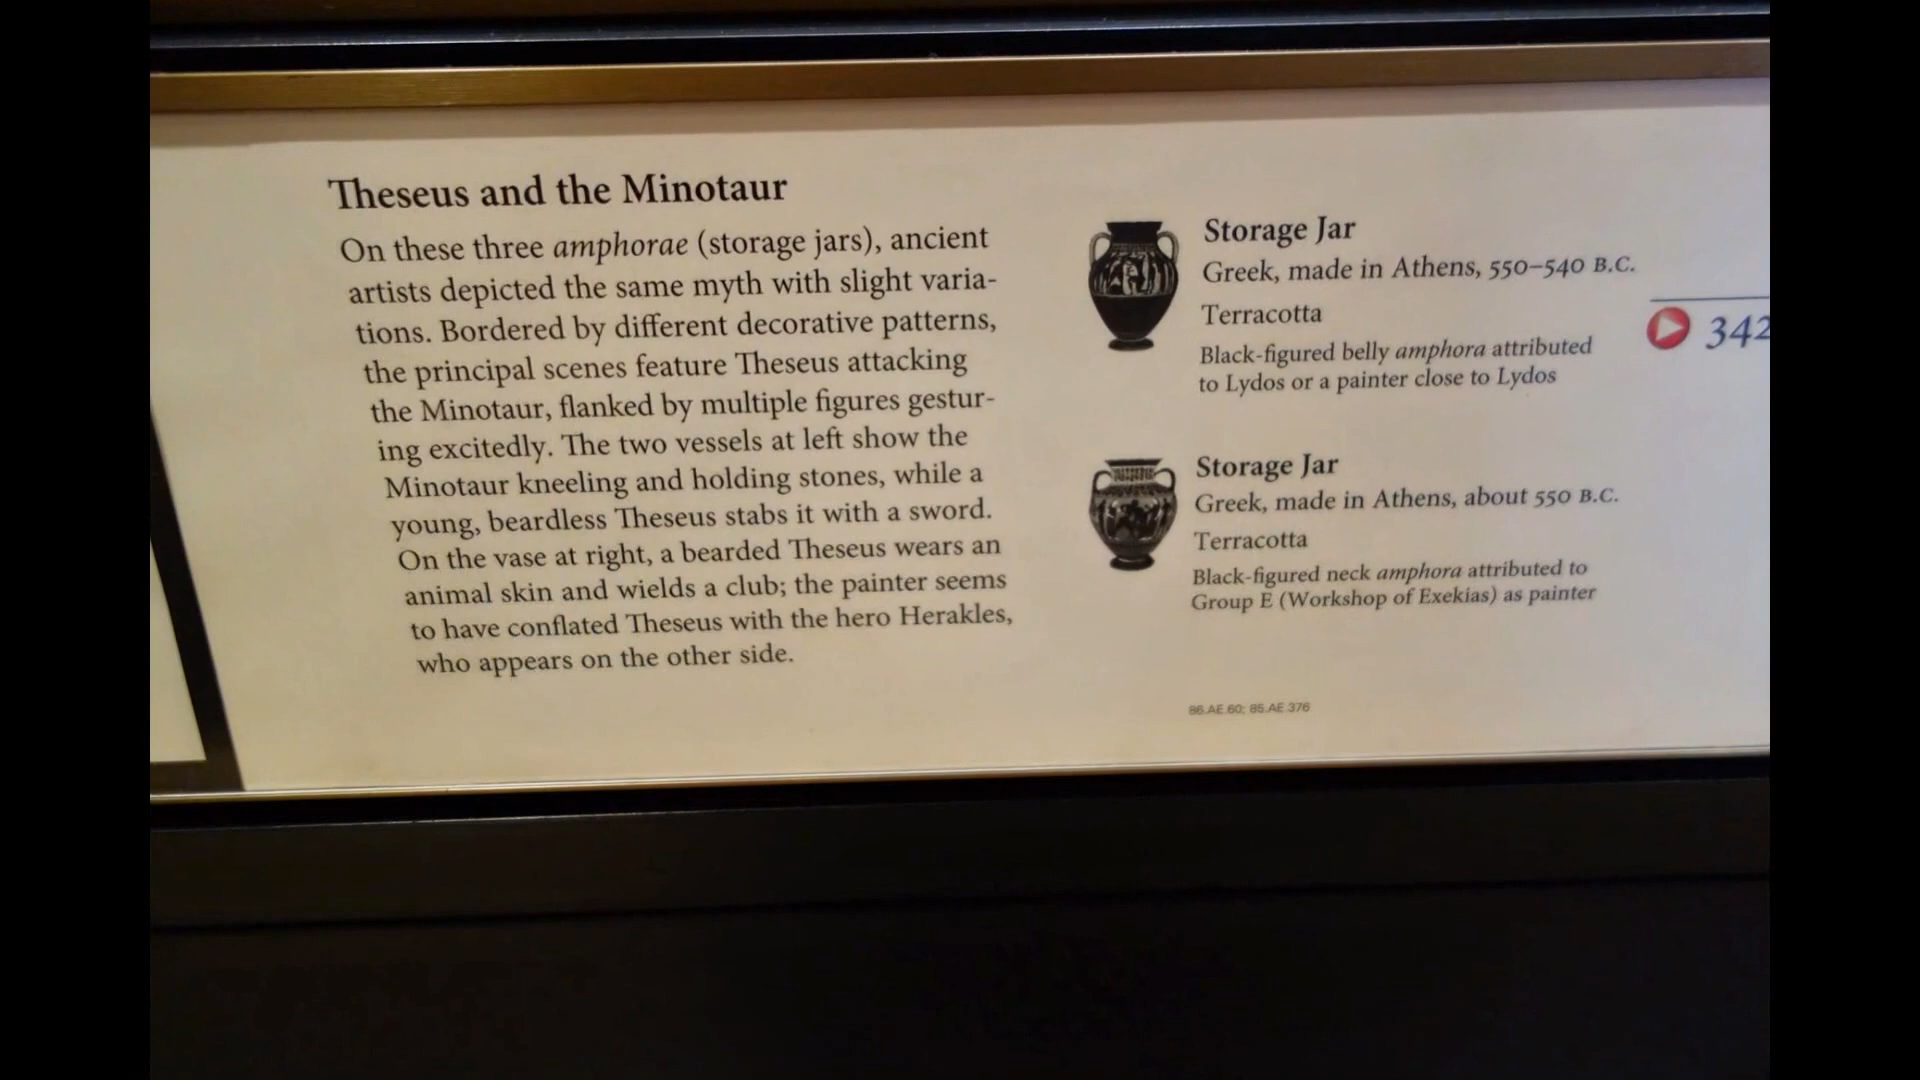 Theseus and the Minotaur
On these three amphorae (storage jars), ancient
artists depicted the same myth with slight varia-
tions. Bordered by different decorative patterns,
the principal scenes feature Theseus attacking
the Minotaur, flanked by multiple figures gestur-
ing excitedly. The two vessels at left show the
Minotaur kneeling and holding stones, while a
young, beardless Theseus stabs it with a sword.
On the vase at right, a bearded Theseus wears an
animal skin and wields a club; the painter seems
to have conflated Theseus with the hero Herakles,
who appears on the other side.
Storage Jar
Greek, made in Athens, 550–540 B.C.
Terracotta
Black-figured belly amphora attributed
to Lydos or a painter close to Lydos
342
Storage Jar
Greek, made in Athens, about 550 B.C.
Terracotta
Black-figured neck amphora attributed to
Group E (Workshop of Exekias) as painter
86.AE.60; 85.AE.376